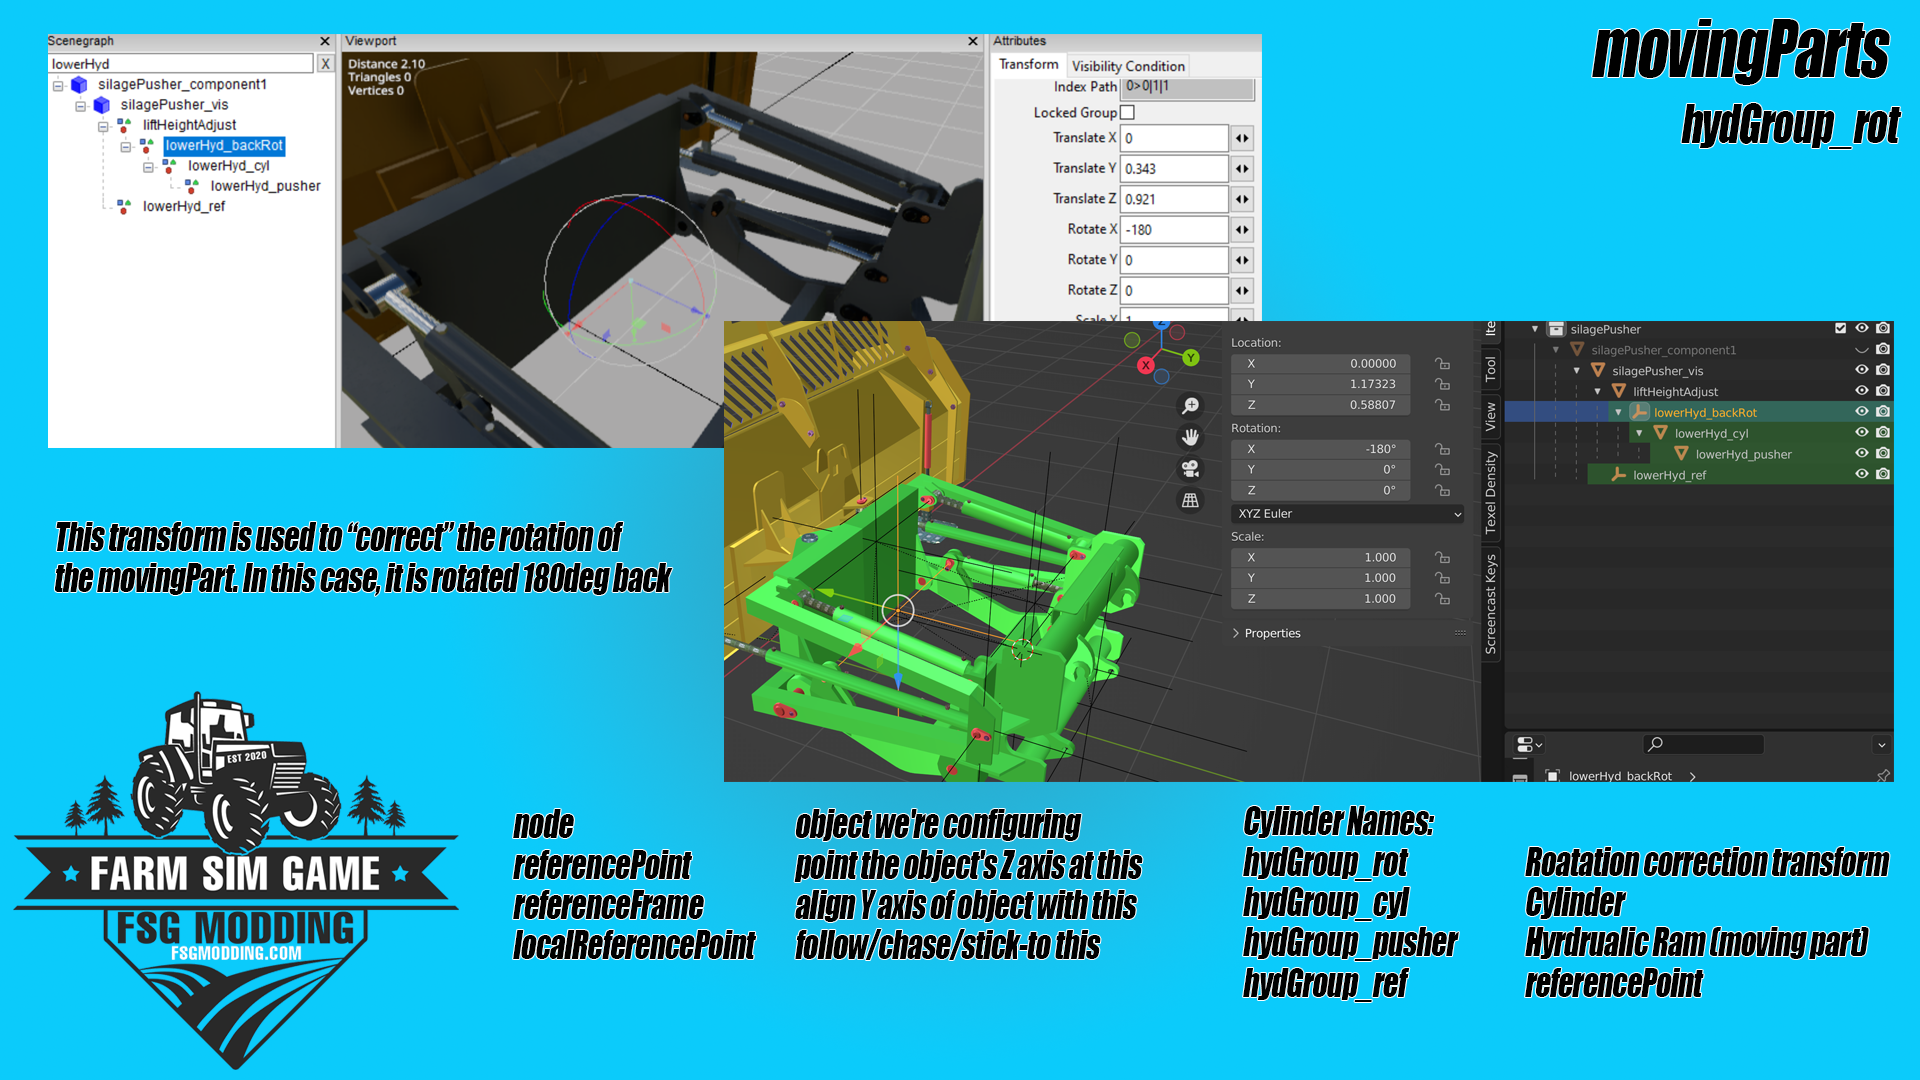 movingParts
hydGroup_rot
Scenegraph
X
lowerHyd
X
silagePusher_component1
silagePusher_vis
liftHeightAdjust
lowerHyd_backRot
lowerHyd_cyl
lowerHyd_pusher
lowerHyd_ref
Viewport
X
Distance 2.10
Triangles 0
Vertices 0
Attributes
Transform
Visibility Condition
Index Path 0>0|1|1
Locked Group
Translate X 0
Translate Y 0.343
Translate Z 0.921
Rotate X -180
Rotate Y 0
Rotate Z 0
Scale X 1
Z
Y
X
Location:
X 0.00000
Y 1.17323
Z 0.58807
Rotation:
X -180°
Y 0°
Z 0°
XYZ Euler
Scale:
X 1.000
Y 1.000
Z 1.000
Properties
Ite
Tool
View
Texel Density
Screencast Keys
silagePusher
silagePusher_component1
silagePusher_vis
liftHeightAdjust
lowerHyd_backRot
lowerHyd_cyl
lowerHyd_pusher
lowerHyd_ref
lowerHyd_backRot
This transform is used to “correct” the rotation of
the movingPart. In this case, it is rotated 180deg back
EST 2020
FARM SIM GAME
FSG MODDING
FSGMODDING.COM
node
referencePoint
referenceFrame
localReferencePoint
object we're configuring
point the object's Z axis at this
align Y axis of object with this
follow/chase/stick-to this
Cylinder Names:
hydGroup_rot
hydGroup_cyl
hydGroup_pusher
hydGroup_ref
Roatation correction transform
Cylinder
Hyrdrualic Ram (moving part)
referencePoint